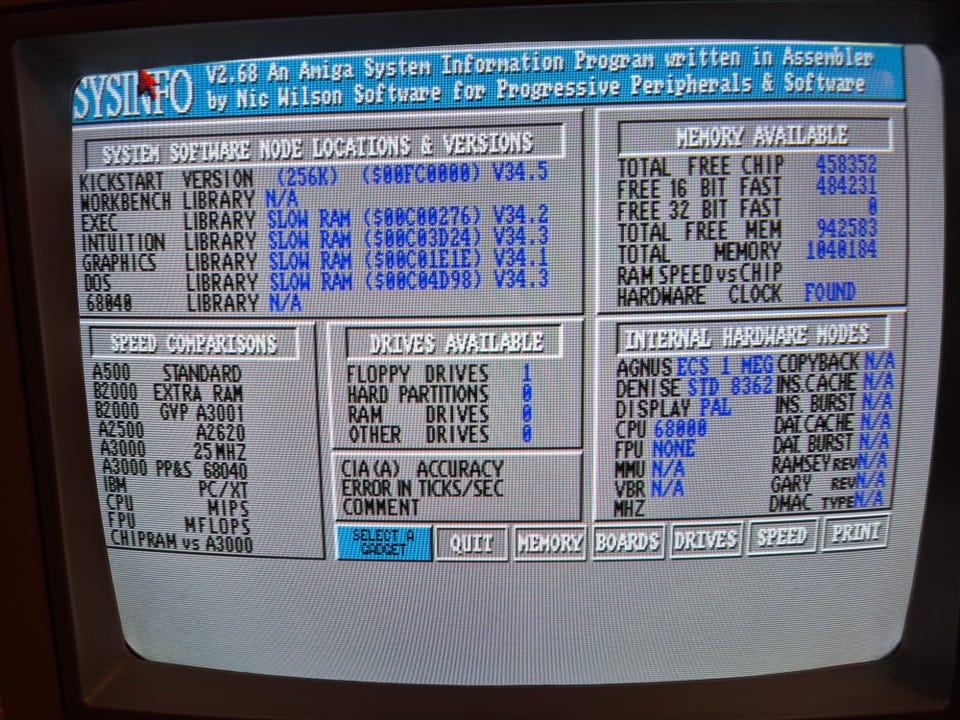 SYSINFO
V2.68 An Amiga System Information Program written in Assembler
by Nic Wilson Software for Progressive Peripherals & Software
SYSTEM SOFTWARE NODE LOCATIONS & VERSIONS
KICKSTART VERSION (256K) ($00FC0000) V34.5
WORKBENCH LIBRARY N/A
EXEC LIBRARY SLOW RAM ($00C00276) V34.2
INTUITION LIBRARY SLOW RAM ($00C03D24) V34.3
GRAPHICS LIBRARY SLOW RAM ($00C01E1E) V34.1
DOS LIBRARY SLOW RAM ($00C04D98) V34.3
68040 LIBRARY N/A
MEMORY AVAILABLE
TOTAL FREE CHIP 458352
FREE 16 BIT FAST 484231
FREE 32 BIT FAST 0
TOTAL FREE MEM 942583
TOTAL MEMORY 1040184
RAM SPEED vs CHIP
HARDWARE CLOCK FOUND
SPEED COMPARISONS
A500 STANDARD
B2000 EXTRA RAM
B2000 GVP A3001
A2500 A2620
A3000 25MHZ
A3000 PP&S 68040
IBM PC/XT
CPU MIPS
FPU MFLOPS
CHIPRAM vs A3000
DRIVES AVAILABLE
FLOPPY DRIVES 1
HARD PARTITIONS 0
RAM DRIVES 0
OTHER DRIVES 0
CIA(A) ACCURACY
ERROR IN TICKS/SEC
COMMENT
INTERNAL HARDWARE MODES
AGNUS ECS 1 MEG COPYBACK N/A
DENISE STD 8362 INS.CACHE N/A
DISPLAY PAL INS. BURST N/A
CPU 68000 DAT.CACHE N/A
FPU NONE DAT BURST N/A
MMU N/A RAMSEY REV N/A
VBR N/A GARY REV N/A
MHZ DMAC TYPE N/A
SELECT A
GADGET
QUIT MEMORY BOARDS DRIVES SPEED PRINT